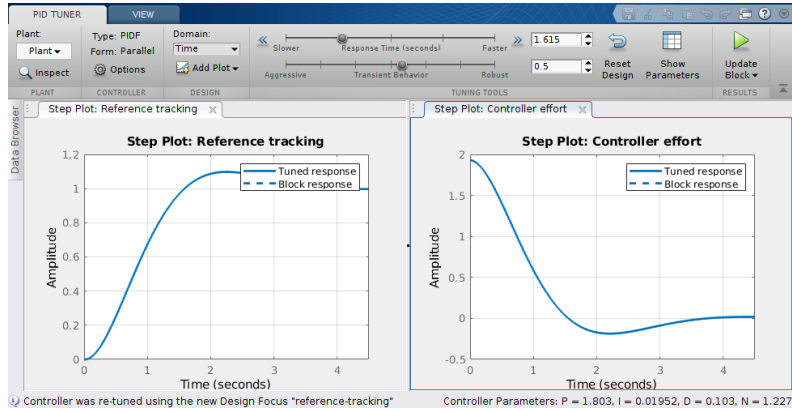 PID TUNER
VIEW
Plant:
Type: PIDF
Domain:
Plant
Form: Parallel
Time
Slower
Response Time (seconds)
Faster
1.615
Inspect
Options
Add Plot
Aggressive
Transient Behavior
Robust
0.5
Reset
Design
Show
Parameters
Update
Block
PLANT
CONTROLLER
DESIGN
TUNING TOOLS
RESULTS
Data Browser
Step Plot: Reference tracking
Step Plot: Controller effort
Step Plot: Reference tracking
1.2
1
0.8
0.6
0.4
0.2
0
Amplitude
Tuned response
Block response
0 1 2 3 4
Time (seconds)
Step Plot: Controller effort
2
1.5
1
0.5
0
-0.5
Amplitude
Tuned response
Block response
0 1 2 3 4
Time (seconds)
Controller was re-tuned using the new Design Focus "reference-tracking"
Controller Parameters: P = 1.803, I = 0.01952, D = 0.103, N = 1.227